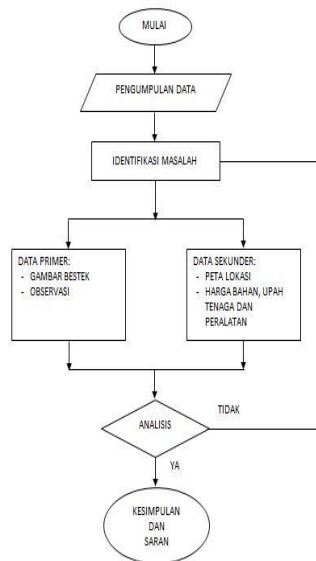 MULAI
PENGUMPULAN DATA
IDENTIFIKASI MASALAH
DATA PRIMER:
- GAMBAR BESTEK
- OBSERVASI
DATA SEKUNDER:
- PETA LOKASI
- HARGA BAHAN, UPAH
TENAGA DAN
PERALATAN
ANALISIS
TIDAK
YA
KESIMPULAN
DAN
SARAN